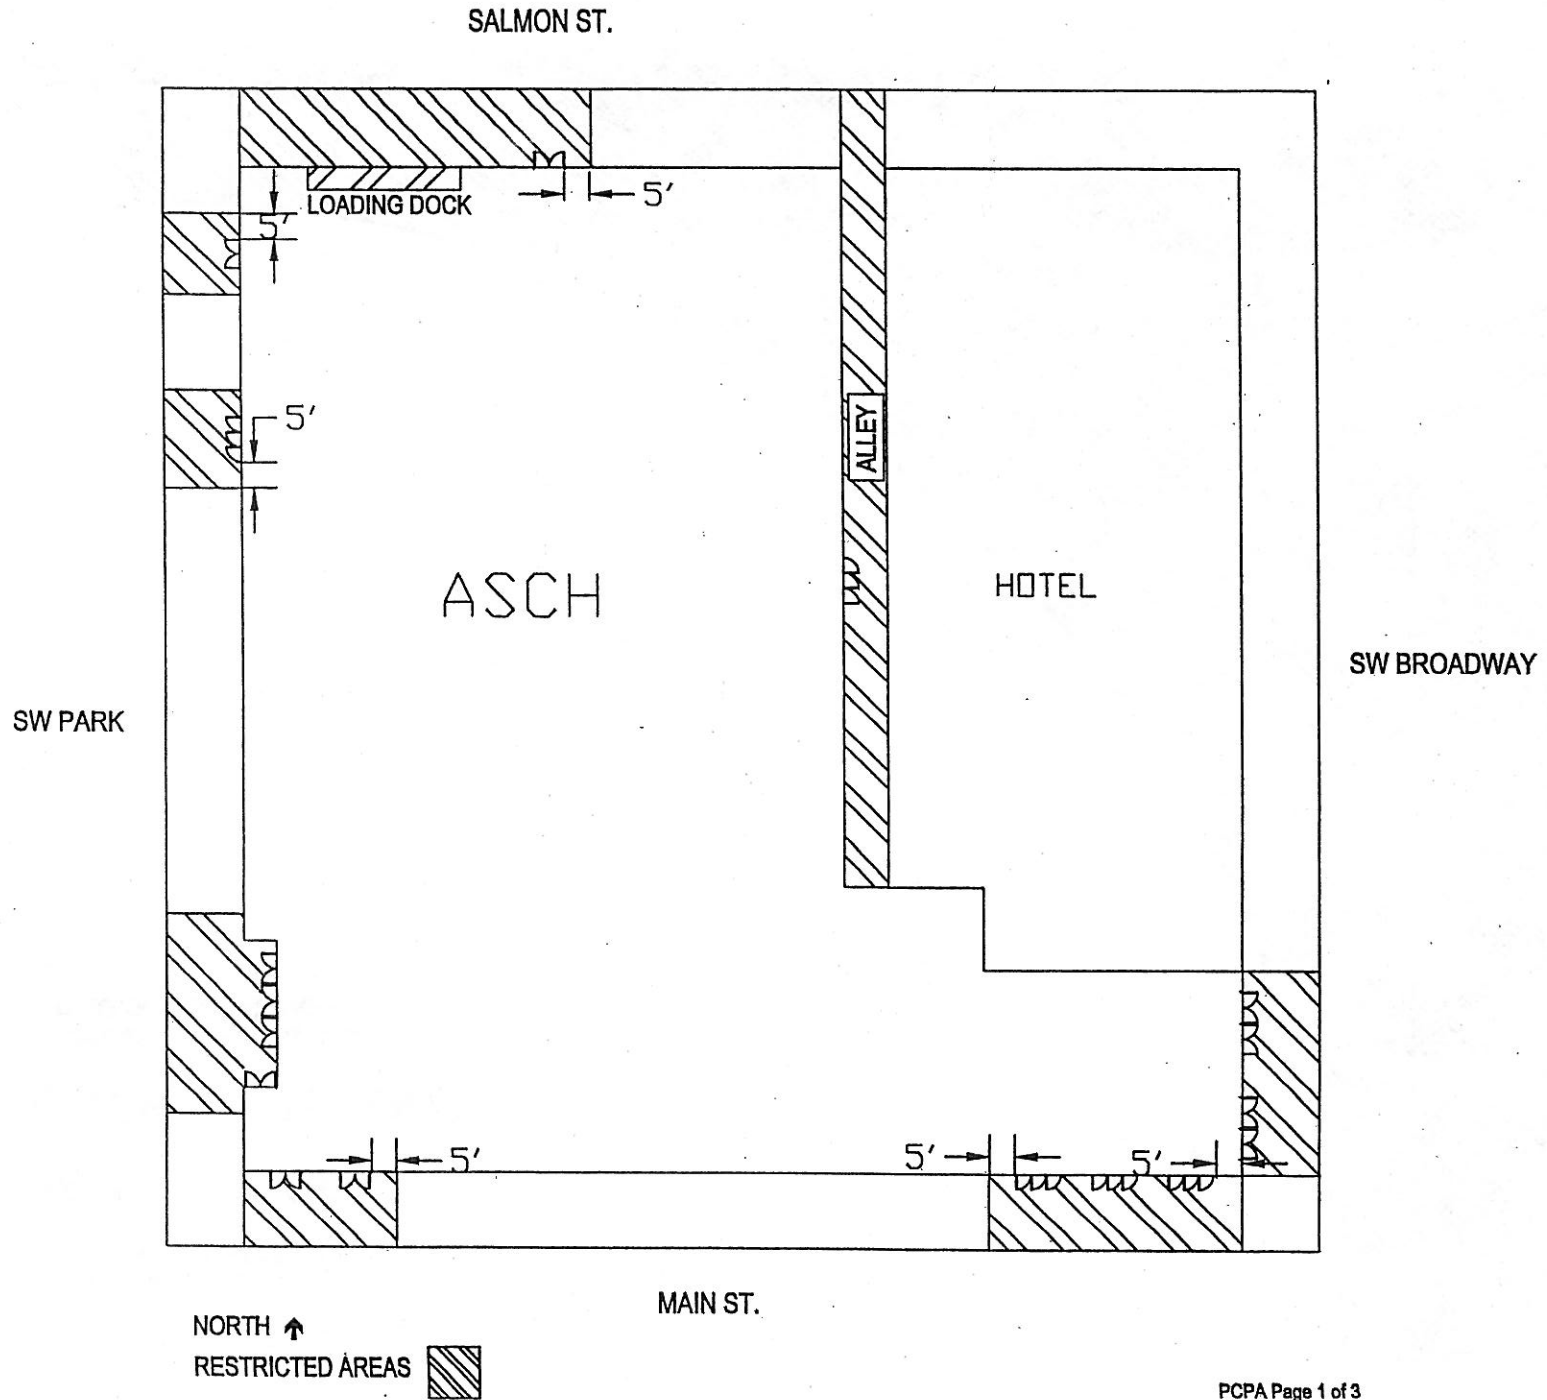 SALMON ST.
5'
LOADING DOCK
5'
5'
ALLEY
ASCH
HOTEL
SW BROADWAY
SW PARK
5'
5'
5'
MAIN ST.
NORTH
RESTRICTED AREAS
PCPA Page 1 of 3